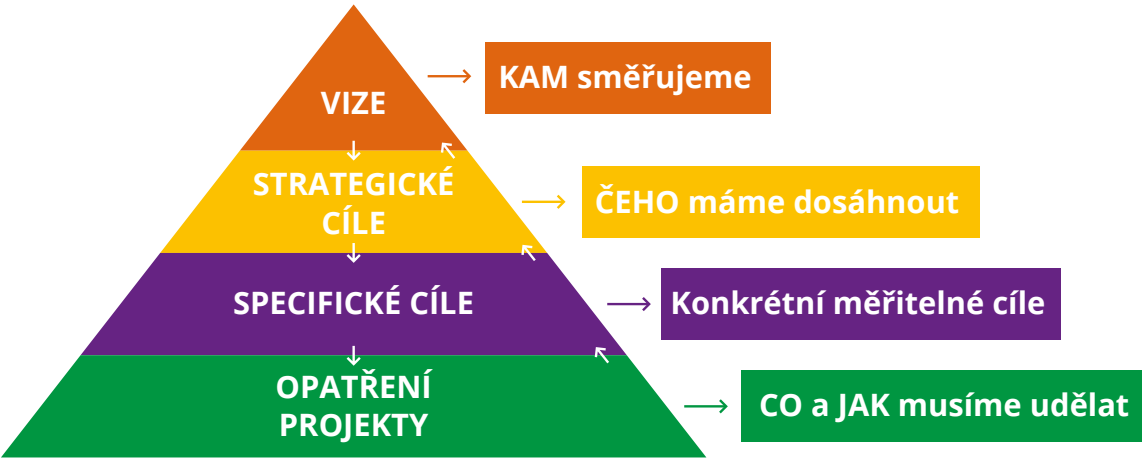 VIZE
KAM směřujeme
STRATEGICKÉ
CÍLE
ČEHO máme dosáhnout
SPECIFICKÉ CÍLE
Konkrétní měřitelné cíle
OPATŘENÍ
PROJEKTY
CO a JAK musíme udělat